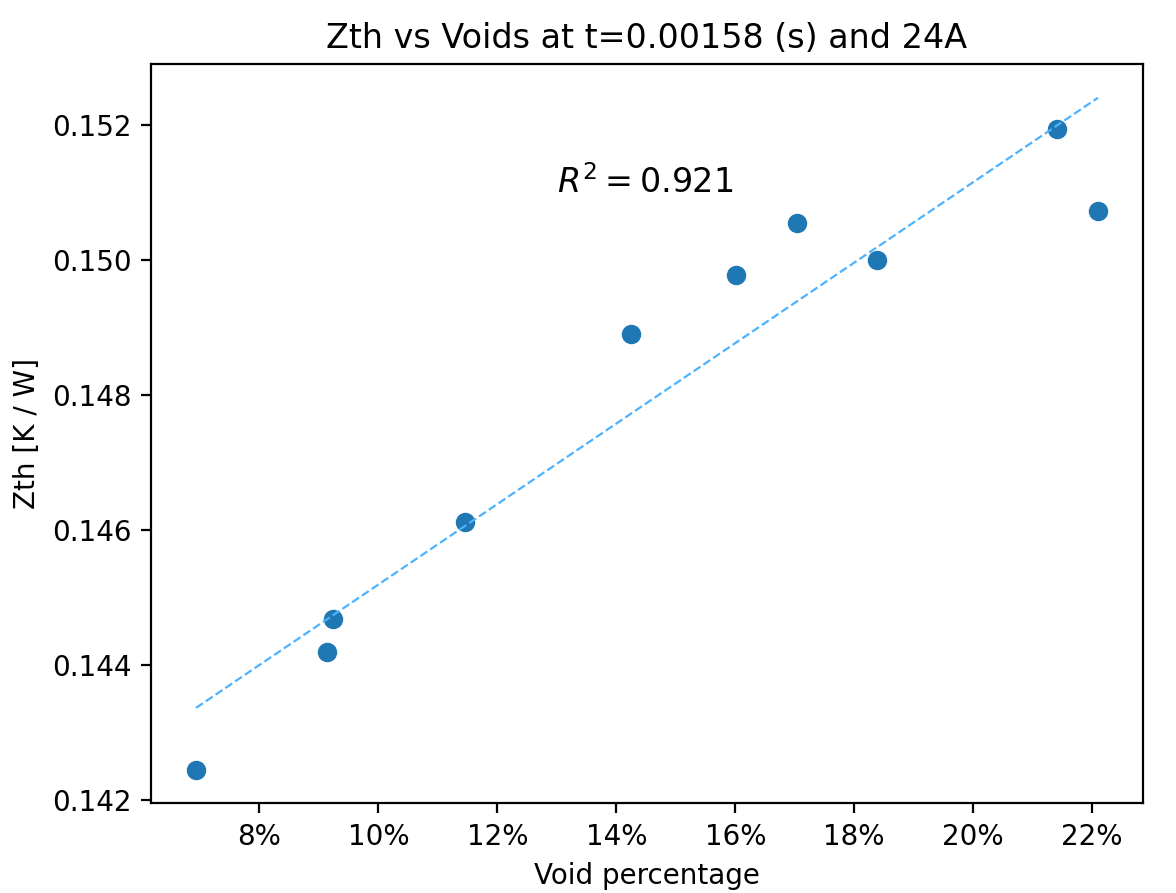 Zth vs Voids at t=0.00158 (s) and 24A
R² = 0.921
Zth [K / W]
0.152
0.150
0.148
0.146
0.144
0.142
8% 10% 12% 14% 16% 18% 20% 22%
Void percentage